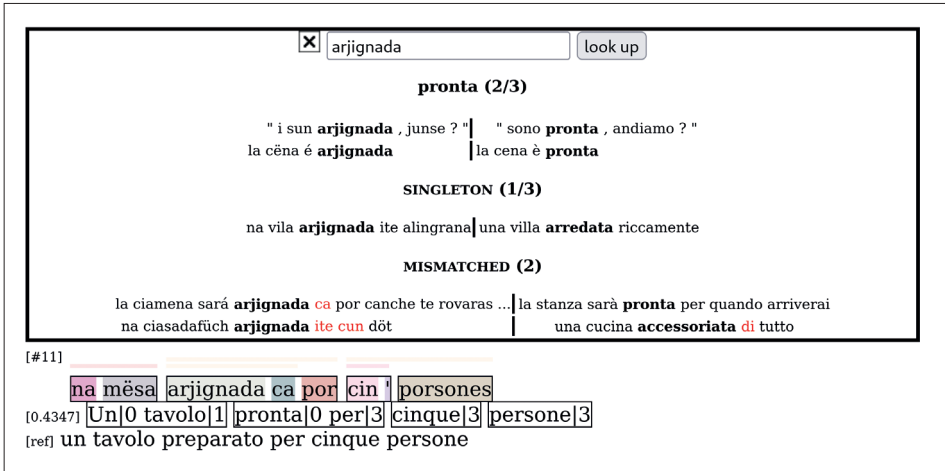 arjignada look up
pronta (2/3)
" i sun arjignada , junse ? " " sono pronta , andiamo ? "
la cëna é arjignada la cena è pronta
SINGLETON (1/3)
na vila arjignada ite alingrana una villa arredata riccamente
MISMATCHED (2)
la ciamena sará arjignada ca por canche te rovaras ... la stanza sarà pronta per quando arriverai
na ciasadafüch arjignada ite cun döt una cucina accessoriata di tutto
[#11]
na mësa arjignada ca por cin ' porsones
[0.4347] Un|0 tavolo|1 pronta|0 per|3 cinque|3 persone|3
[ref] un tavolo preparato per cinque persone